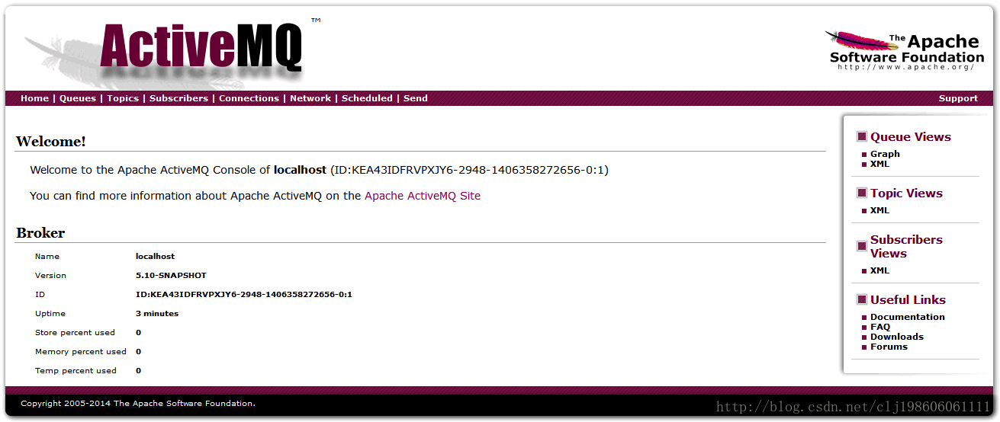 ActiveMQ ™
The Apache
Software Foundation
http://www.apache.org/
Home | Queues | Topics | Subscribers | Connections | Network | Scheduled | Send
Support
Welcome!
Welcome to the Apache ActiveMQ Console of localhost (ID:KEA43IDFRVPXJY6-2948-1406358272656-0:1)
You can find more information about Apache ActiveMQ on the Apache ActiveMQ Site
Broker
Name localhost
Version 5.10-SNAPSHOT
ID ID:KEA43IDFRVPXJY6-2948-1406358272656-0:1
Uptime 3 minutes
Store percent used 0
Memory percent used 0
Temp percent used 0
Queue Views
Graph
XML
Topic Views
XML
Subscribers
Views
XML
Useful Links
Documentation
FAQ
Downloads
Forums
Copyright 2005-2014 The Apache Software Foundation.
http://blog.csdn.net/clj198606061111